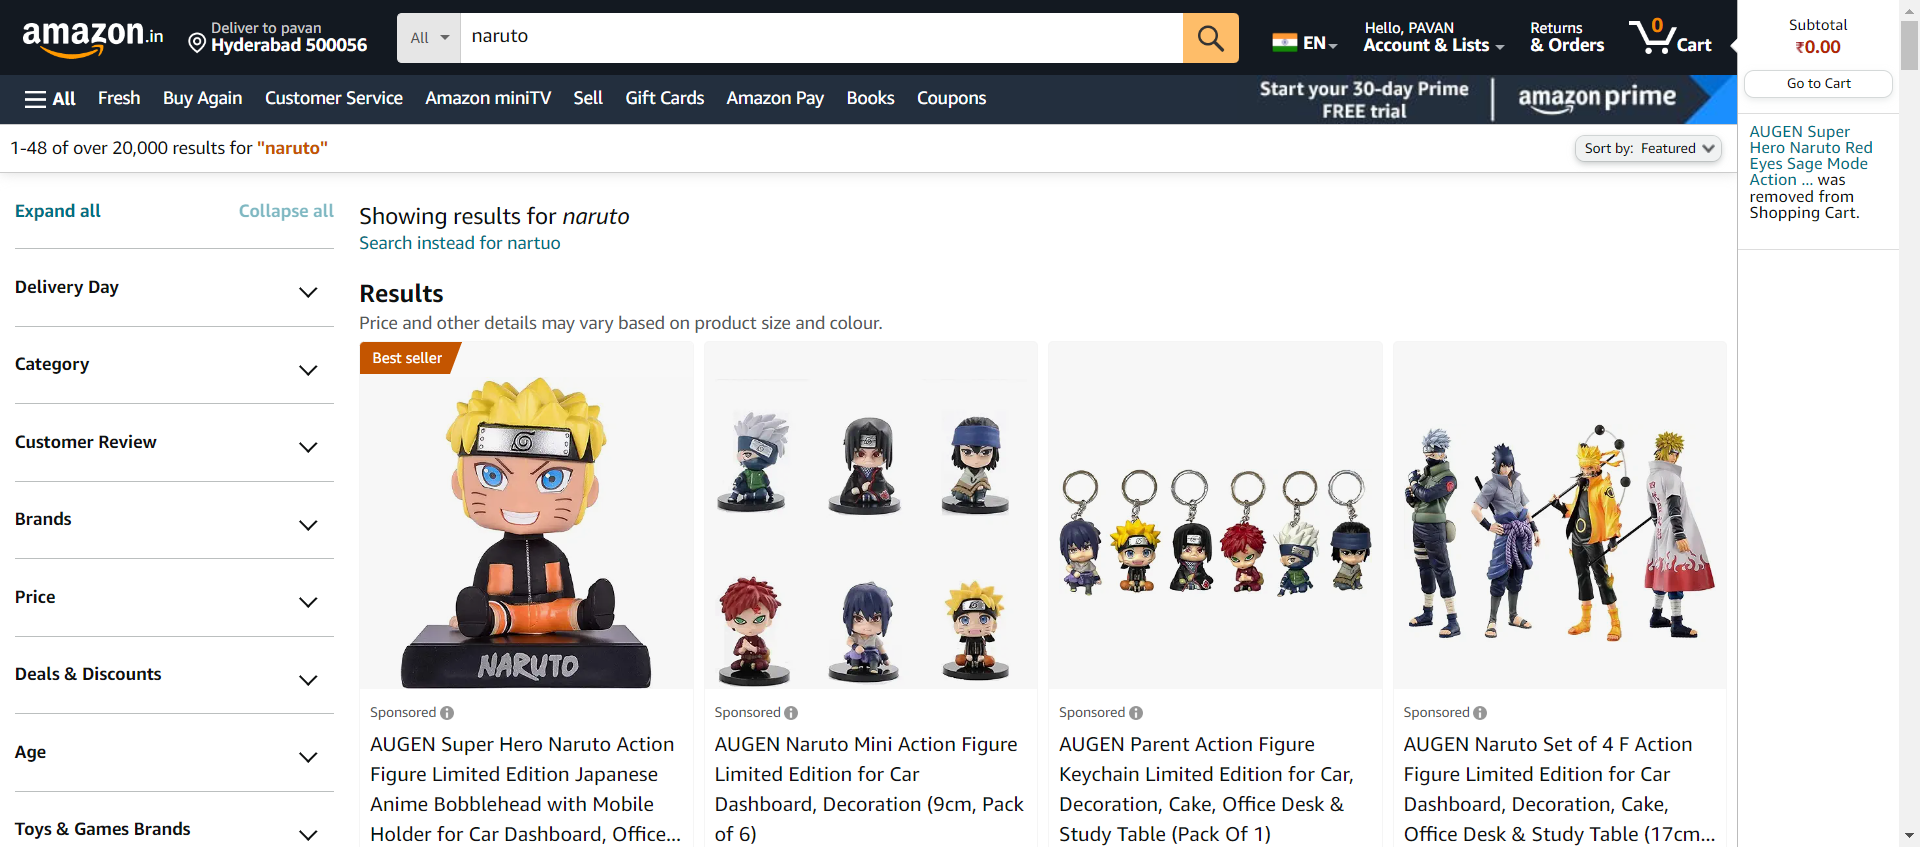 amazon.in
Deliver to pavan
Hyderabad 500056
All
naruto
EN
Hello, PAVAN
Account & Lists
Returns
& Orders
0
Cart
Subtotal
₹0.00
Go to Cart
All
Fresh
Buy Again
Customer Service
Amazon miniTV
Sell
Gift Cards
Amazon Pay
Books
Coupons
Start your 30-day Prime
FREE trial
amazon prime
AUGEN Super
Hero Naruto Red
Eyes Sage Mode
Action ... was
removed from
Shopping Cart.
1-48 of over 20,000 results for "naruto"
Sort by: Featured
Expand all
Collapse all
Delivery Day
Category
Customer Review
Brands
Price
Deals & Discounts
Age
Toys & Games Brands
Showing results for naruto
Search instead for nartuo
Results
Price and other details may vary based on product size and colour.
Best seller
NARUTO
Sponsored
AUGEN Super Hero Naruto Action
Figure Limited Edition Japanese
Anime Bobblehead with Mobile
Holder for Car Dashboard, Office...
Sponsored
AUGEN Naruto Mini Action Figure
Limited Edition for Car
Dashboard, Decoration (9cm, Pack
of 6)
Sponsored
AUGEN Parent Action Figure
Keychain Limited Edition for Car,
Decoration, Cake, Office Desk &
Study Table (Pack Of 1)
Sponsored
AUGEN Naruto Set of 4 F Action
Figure Limited Edition for Car
Dashboard, Decoration, Cake,
Office Desk & Study Table (17cm...